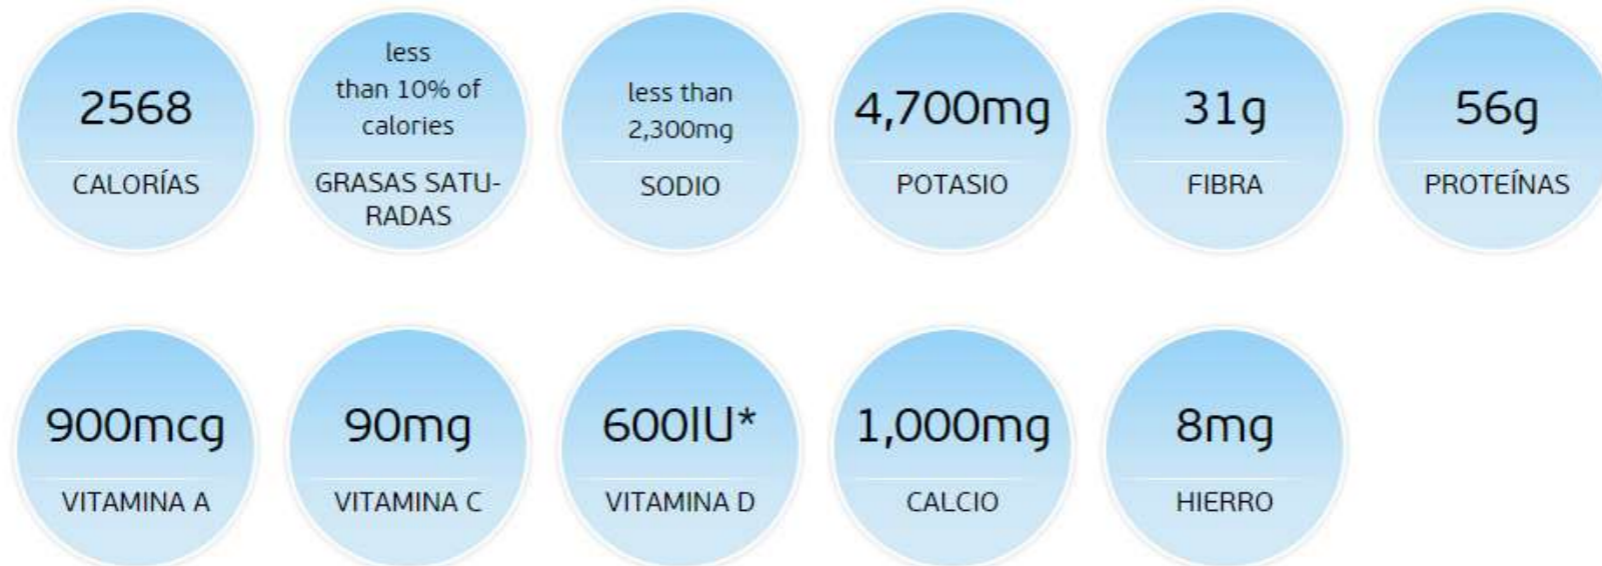 2568
CALORÍAS
less
than 10% of
calories
GRASAS SATU-
RADAS
less than
2,300mg
SODIO
4,700mg
POTASIO
31g
FIBRA
56g
PROTEÍNAS
900mcg
VITAMINA A
90mg
VITAMINA C
600IU*
VITAMINA D
1,000mg
CALCIO
8mg
HIERRO